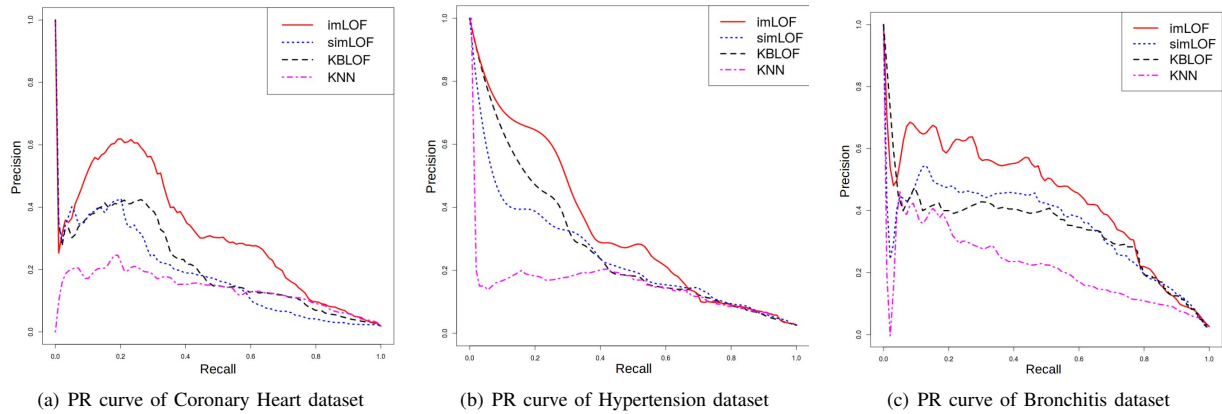 imLOF
simLOF
KBLOF
KNN
Precision
0.0
0.2
0.4
0.6
0.8
1.0
0.0
0.2
0.4
0.6
0.8
1.0
Recall
(a) PR curve of Coronary Heart dataset
imLOF
simLOF
KBLOF
KNN
Precision
0.0
0.2
0.4
0.6
0.8
1.0
0.0
0.2
0.4
0.6
0.8
1.0
Recall
(b) PR curve of Hypertension dataset
imLOF
simLOF
KBLOF
KNN
Precision
0.0
0.2
0.4
0.6
0.8
1.0
0.0
0.2
0.4
0.6
0.8
1.0
Recall
(c) PR curve of Bronchitis dataset